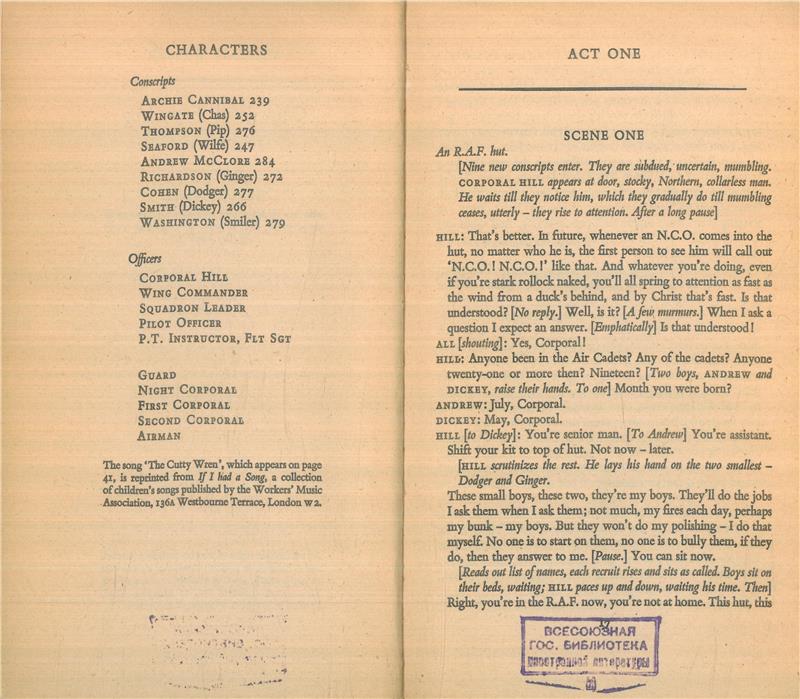 CHARACTERS
Conscripts
ARCHIE CANNIBAL 239
WINGATE (Chas) 252
THOMPSON (Pip) 276
SEAFORD (Wilfe) 247
ANDREW MCCLORE 284
RICHARDSON (Ginger) 272
COHEN (Dodger) 277
SMITH (Dickey) 266
WASHINGTON (Smiler) 279
Officers
CORPORAL HILL
WING COMMANDER
SQUADRON LEADER
PILOT OFFICER
P.T. INSTRUCTOR, FLT SGT
GUARD
NIGHT CORPORAL
FIRST CORPORAL
SECOND CORPORAL
AIRMAN
The song ‘The Cutty Wren’, which appears on page
41, is reprinted from If I had a Song, a collection
of children's songs published by the Workers' Music
Association, 136A Westbourne Terrace, London W2.
ACT ONE
SCENE ONE
An R.A.F. hut.
[Nine new conscripts enter. They are subdued, uncertain, mumbling.
CORPORAL HILL appears at door, stocky, Northern, collarless man.
He waits till they notice him, which they gradually do till mumbling
ceases, utterly – they rise to attention. After a long pause]
HILL: That's better. In future, whenever an N.C.O. comes into the
hut, no matter who he is, the first person to see him will call out
‘N.C.O.! N.C.O.!’ like that. And whatever you're doing, even
if you're stark rollock naked, you'll all spring to attention as fast as
the wind from a duck's behind, and by Christ that's fast. Is that
understood? [No reply.] Well, is it? [A few murmurs.] When I ask a
question I expect an answer. [Emphatically] Is that understood!
ALL [shouting]: Yes, Corporal!
HILL: Anyone been in the Air Cadets? Any of the cadets? Anyone
twenty-one or more then? Nineteen? [Two boys, ANDREW and
DICKEY, raise their hands. To one] Month you were born?
ANDREW: July, Corporal.
DICKEY: May, Corporal.
HILL [to Dickey]: You're senior man. [To Andrew] You're assistant.
Shift your kit to top of hut. Not now – later.
[HILL scrutinizes the rest. He lays his hand on the two smallest –
Dodger and Ginger.
These small boys, these two, they're my boys. They'll do the jobs
I ask them when I ask them; not much, my fires each day, perhaps
my bunk – my boys. But they won't do my polishing – I do that
myself. No one is to start on them, no one is to bully them, if they
do, then they answer to me. [Pause.] You can sit now.
[Reads out list of names, each recruit rises and sits as called. Boys sit on
their beds, waiting; HILL paces up and down, waiting his time. Then]
Right, you're in the R.A.F. now, you're not at home. This hut, this
ВСЕСОЮЗНАЯ
ГОС. БИБЛИОТЕКА
иностранной литературы